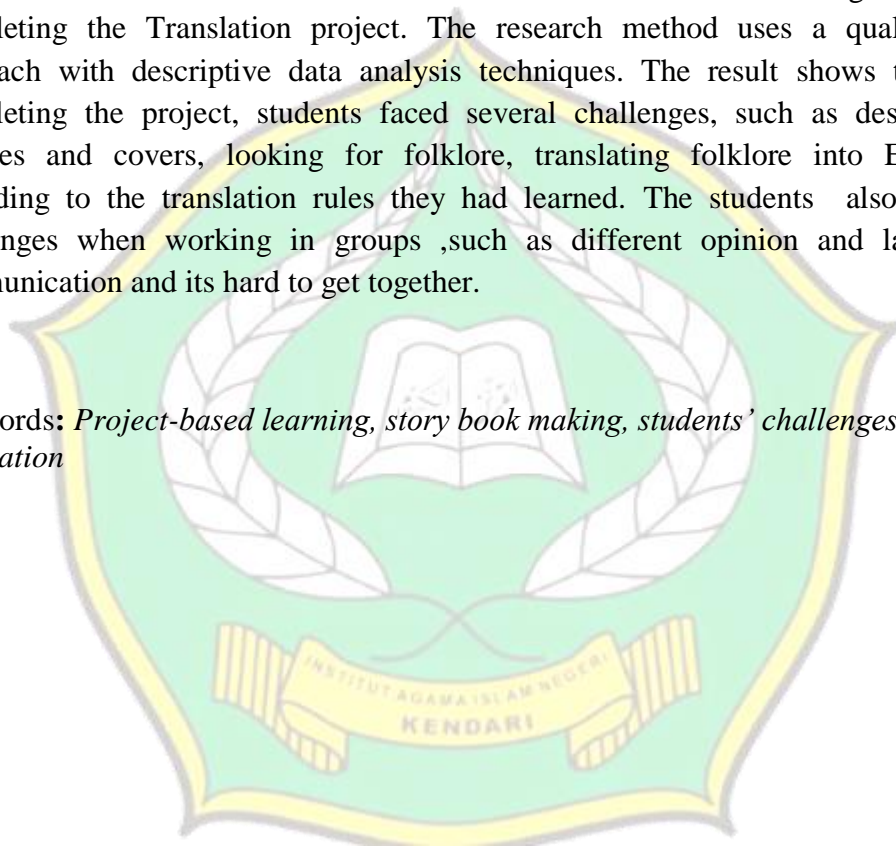 leting the Translation project. The research method uses a qual
ach with descriptive data analysis techniques. The result shows t
leting the project, students faced several challenges, such as des
es and covers, looking for folklore, translating folklore into E
ding to the translation rules they had learned. The students also
nges when working in groups ,such as different opinion and la
unication and its hard to get together.
ords: Project-based learning, story book making, students’ challenges
ation
INSTITUT AGAMA ISLAM NEGERI
KENDARI